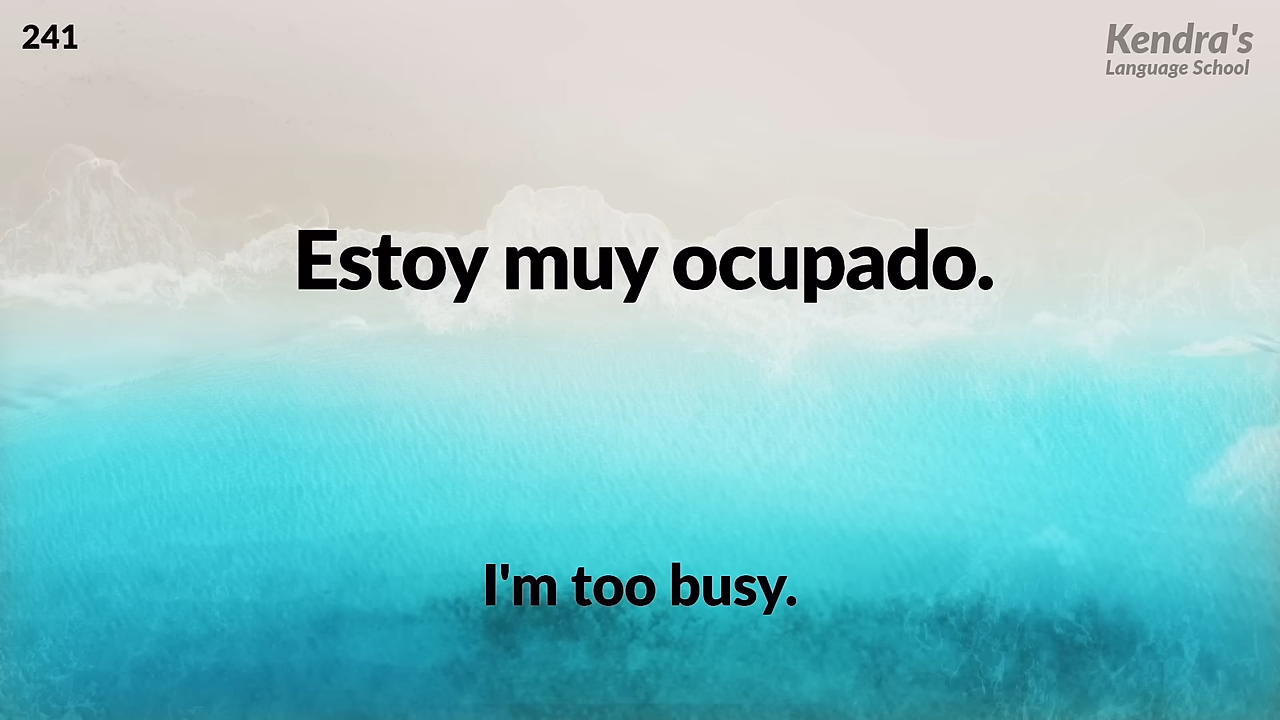 241
Kendra's
Language School
Estoy muy ocupado.
I'm too busy.